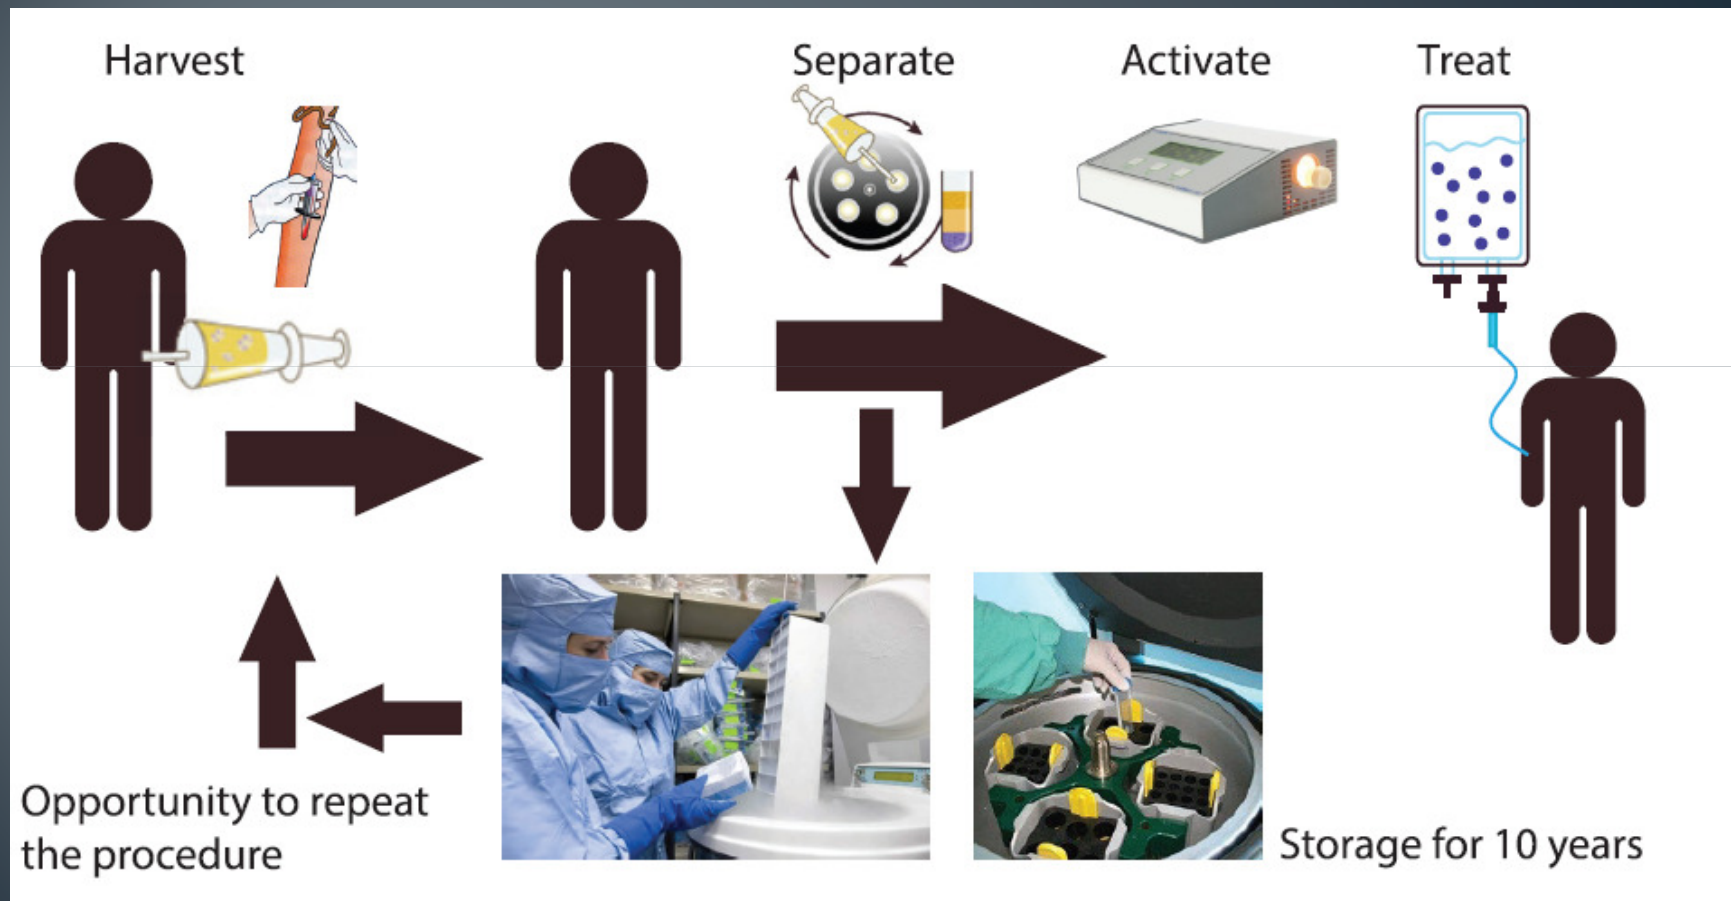 Harvest
Separate
Activate
Treat
Opportunity to repeat
the procedure
Storage for 10 years